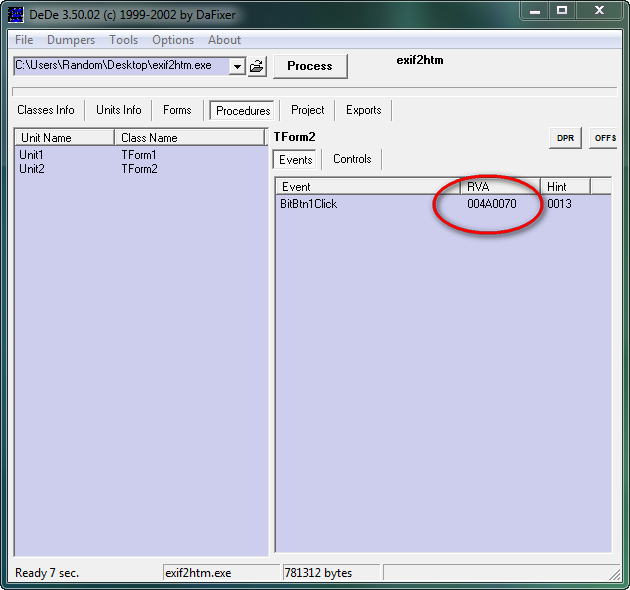 DeDe 3.50.02 (c) 1999-2002 by DaFixer
File Dumpers Tools Options About
C:\Users\Random\Desktop\exif2htm.exe Process exif2htm
Classes Info Units Info Forms Procedures Project Exports
Unit Name Class Name
Unit1 TForm1
Unit2 TForm2
TForm2 DPR OFFS
Events Controls
Event RVA Hint
BitBtn1Click 004A0070 0013
Ready 7 sec. exif2htm.exe 781312 bytes